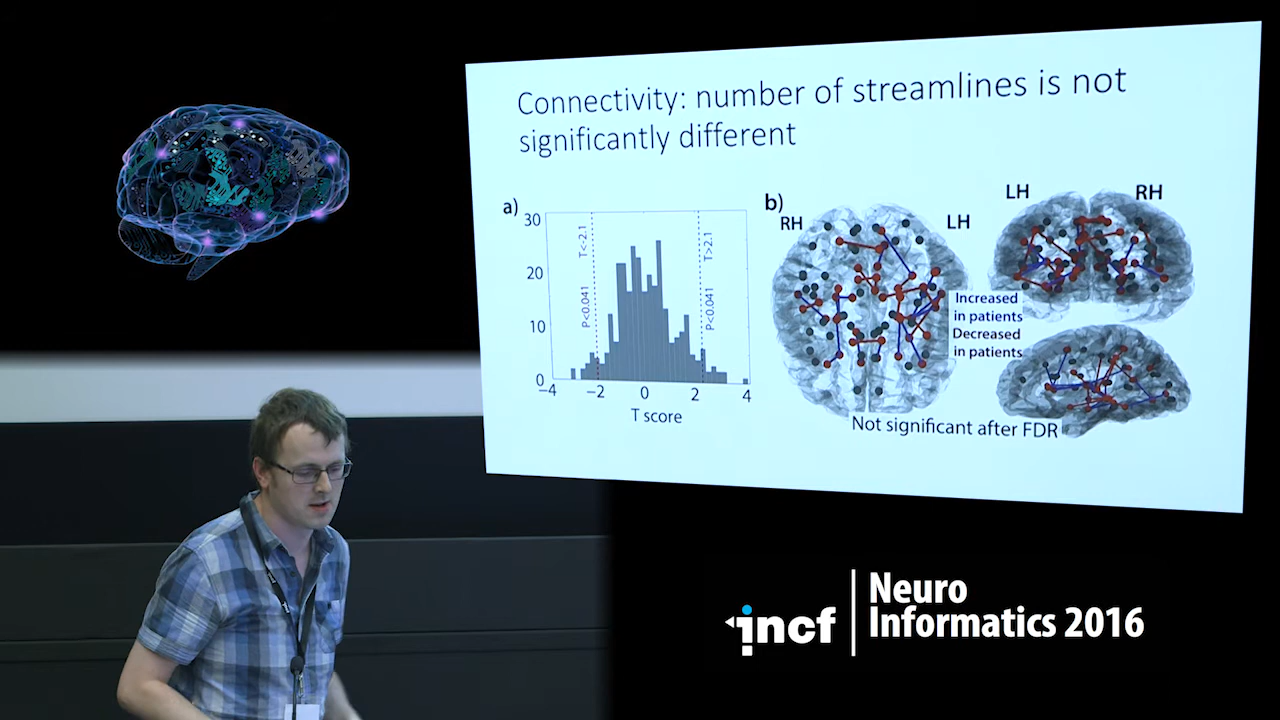 Connectivity: number of streamlines is not
significantly different
a)
30
20
10
0
−4
−2
0
2
4
T score
T<-2.1
P<0.041
T>2.1
P<0.041
b)
RH
LH
LH
RH
Increased
in patients
Decreased
in patients
Not significant after FDR
incf
Neuro
Informatics 2016